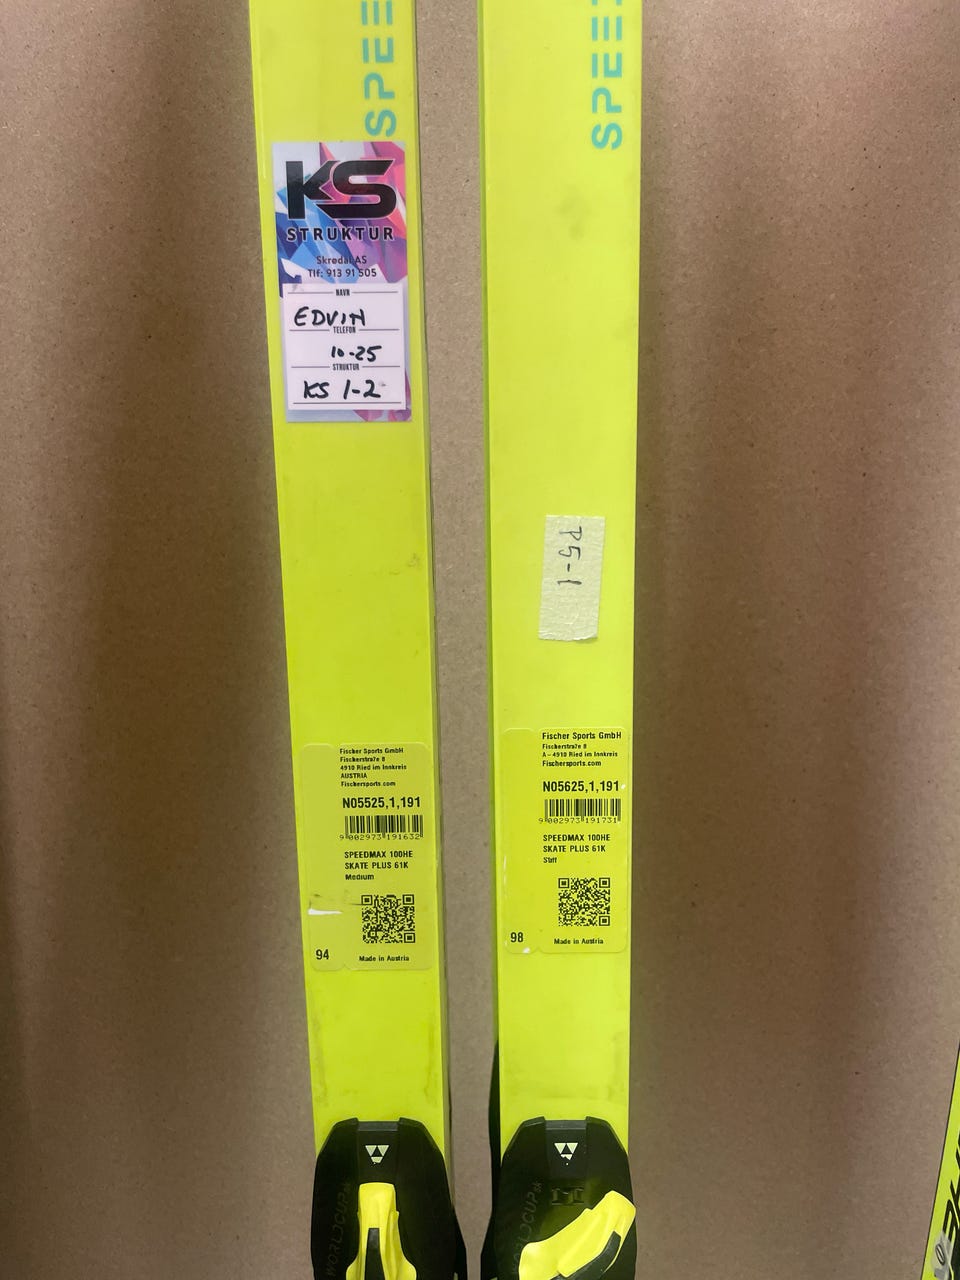 SPEE
SPEE
KS
STRUKTUR
Skredal AS
Tlf: 913 91 505
NAVN
EDVIN
TELEFON
10-25
STRUKTUR
KS 1-2
P5-1
Fischer Sports GmbH
Fischerstraße 8
4910 Ried im Innkreis
AUSTRIA
Fischersports.com
N05525,1,191
9 002973 191632
SPEEDMAX 100HE
SKATE PLUS 61K
Medium
94
Made in Austria
Fischer Sports GmbH
Fischerstraße 8
A-4910 Ried im Innkreis
Fischersports.com
N05625,1,191
9 002973 191731
SPEEDMAX 100HE
SKATE PLUS 61K
Stiff
98
Made in Austria
WORLDCUP
WORLDCUP